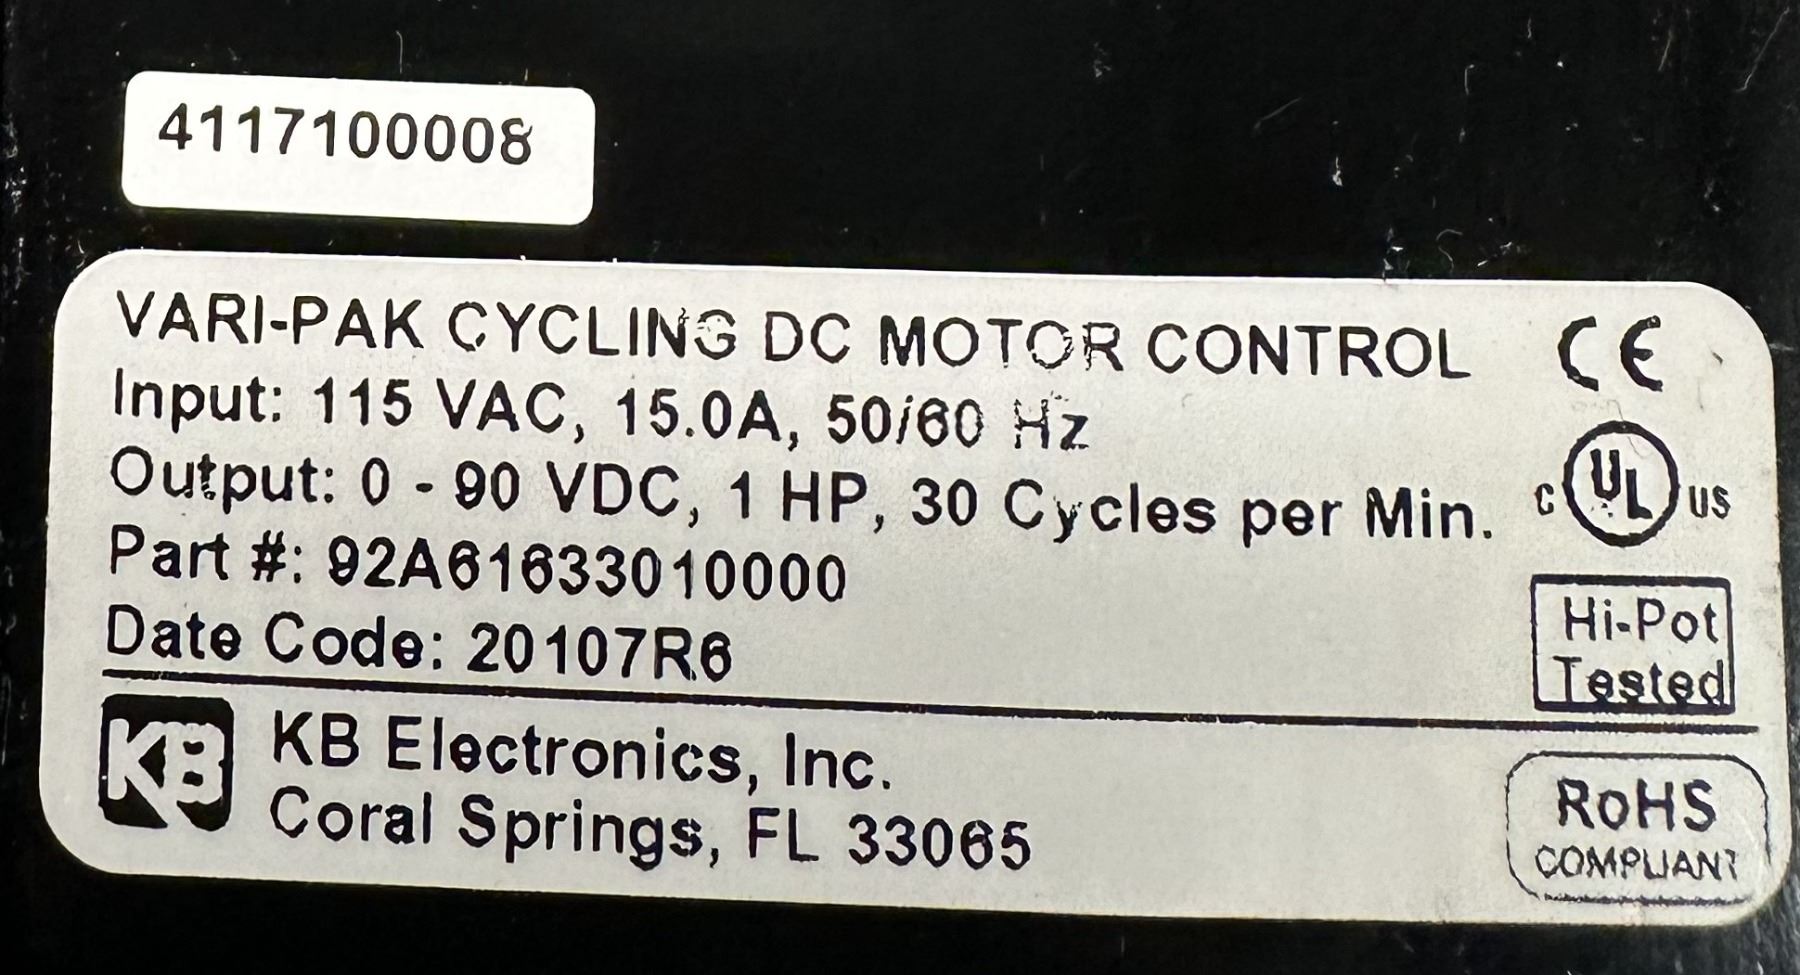 4117100008
VARI-PAK CYCLING DC MOTOR CONTROL
CE
Input: 115 VAC, 15.0A, 50/60 Hz
Output: 0 - 90 VDC, 1 HP, 30 Cycles per Min.
c UL us
Part #: 92A61633010000
Date Code: 20107R6
Hi-Pot
Tested
KB
KB Electronics, Inc.
Coral Springs, FL 33065
RoHS
COMPLIANT